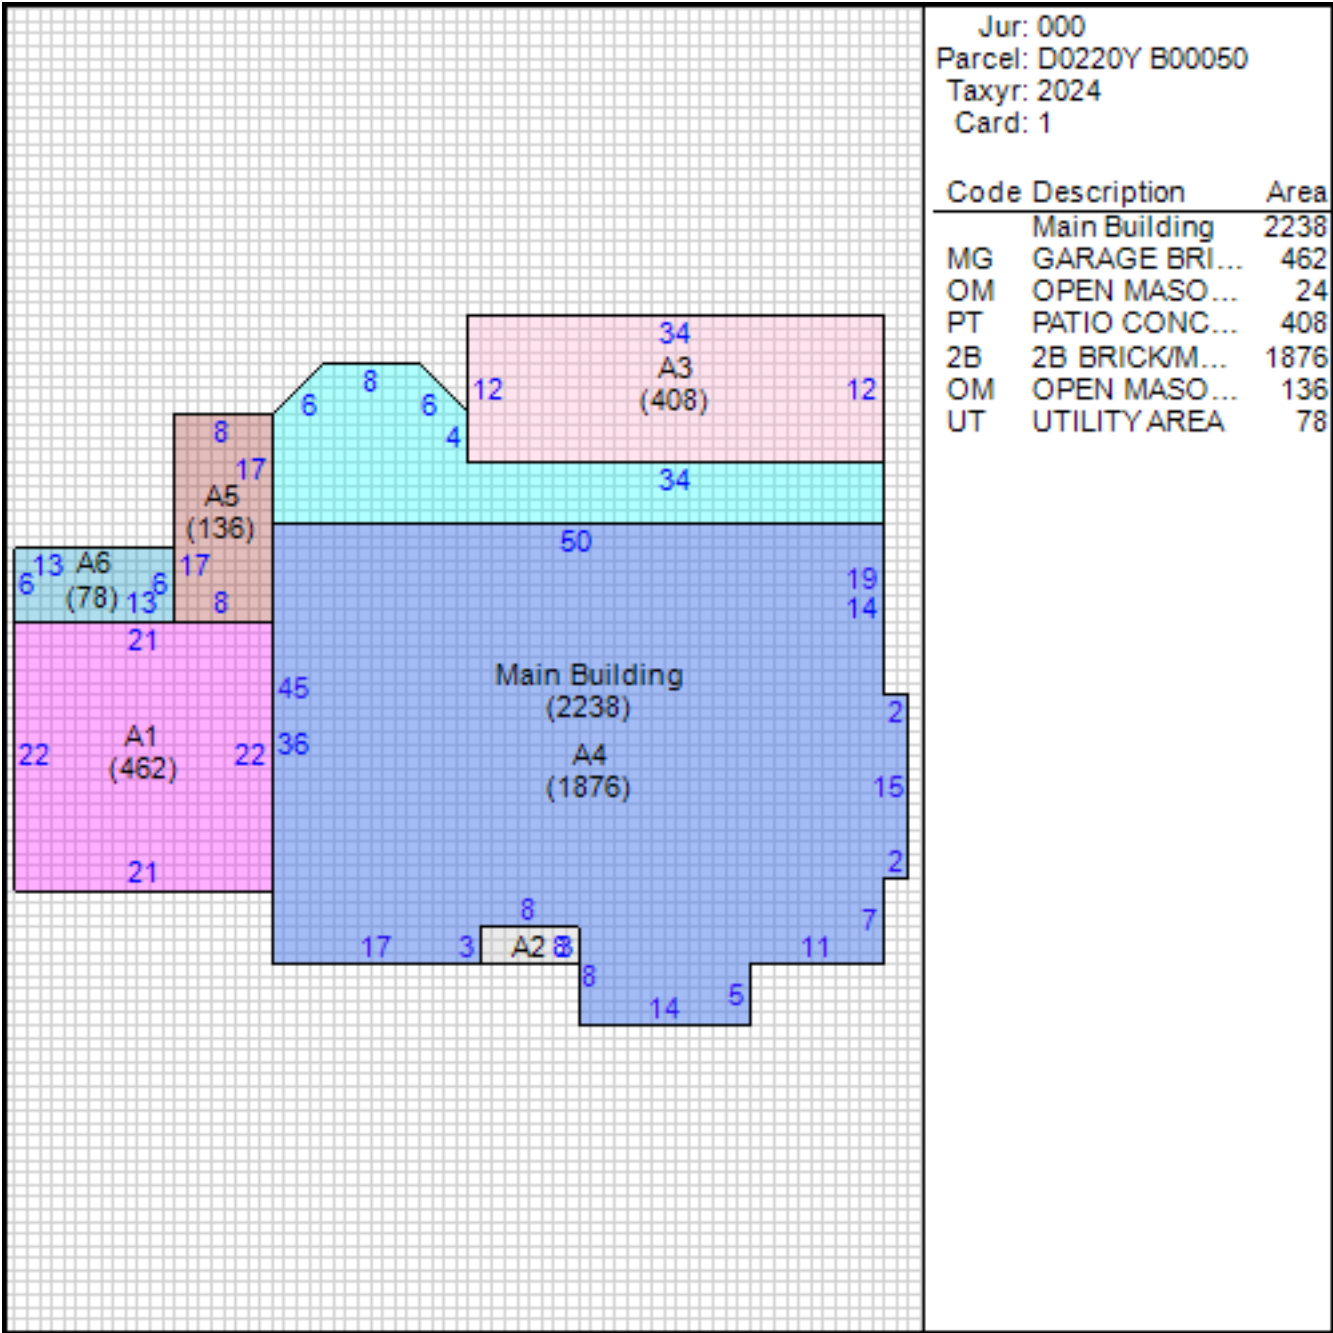 Jur: 000
Parcel: D0220Y B00050
Taxyr: 2024
Card: 1
Code Description Area
Main Building 2238
MG GARAGE BRI... 462
OM OPEN MASO... 24
PT PATIO CONC... 408
2B 2B BRICK/M... 1876
OM OPEN MASO... 136
UT UTILITY AREA 78
34
A3
(408)
12
12
8
6
6
4
34
8
17
A5
(136)
17
8
50
13
A6
6
(78)
13
6
19
14
21
A1
(462)
22
22
21
45
36
Main Building
(2238)
A4
(1876)
2
15
2
7
11
8
17
3
A2
8
3
8
14
5